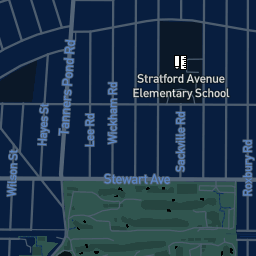 Stratford Avenue
Elementary School
Tanners Pond Rd
Hayes St
Lee Rd
Wickham Rd
Sackville Rd
Wilson St
Roxbury Rd
Stewart Ave